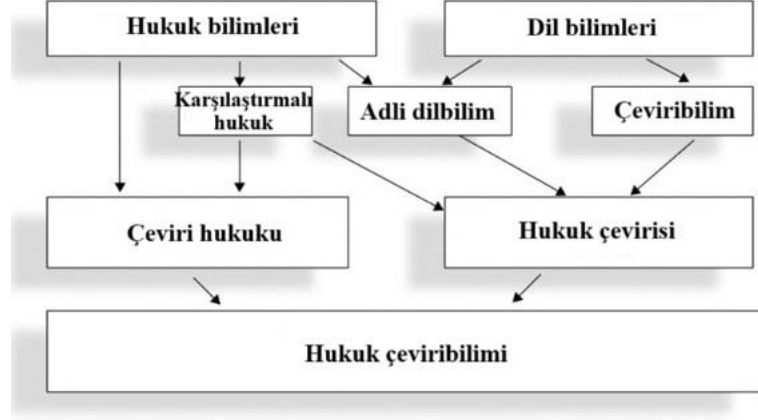 Hukuk bilimleri
Dil bilimleri
Karşılaştırmalı
hukuk
Adli dilbilim
Çeviribilim
Çeviri hukuku
Hukuk çevirisi
Hukuk çeviribilimi